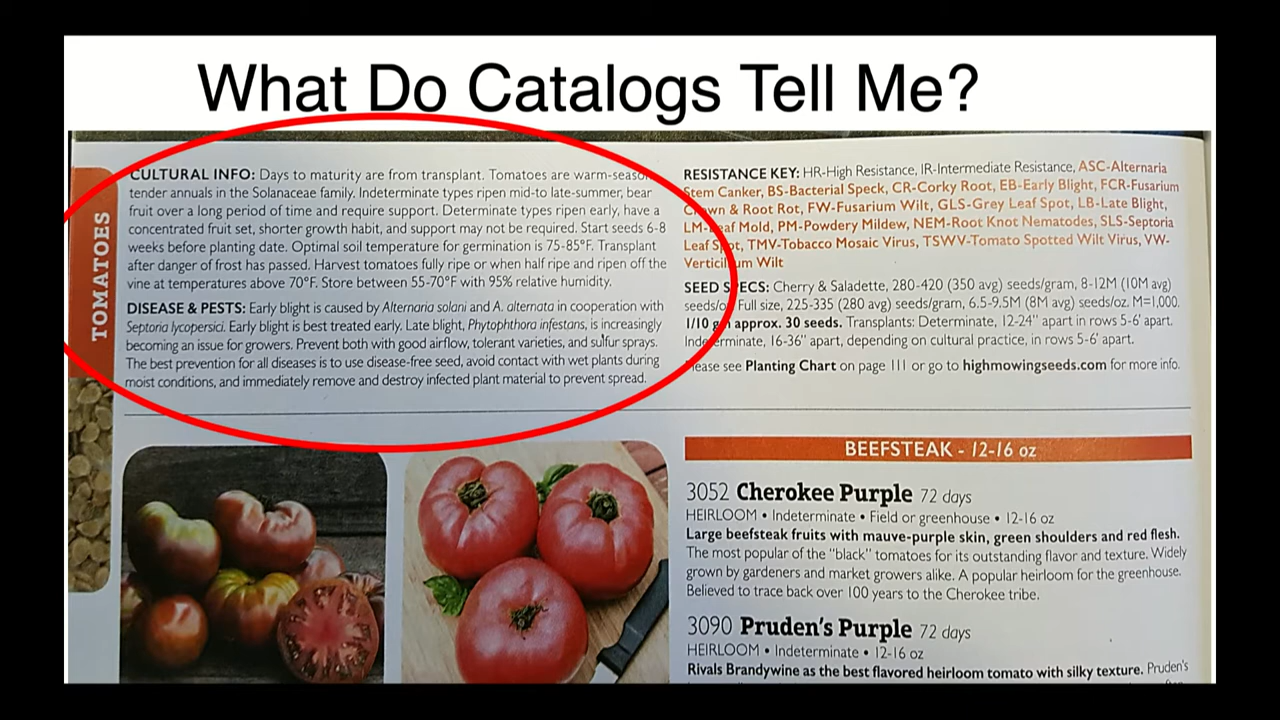 What Do Catalogs Tell Me?
TOMATOES
CULTURAL INFO: Days to maturity are from transplant. Tomatoes are warm-season
tender annuals in the Solanaceae family. Indeterminate types ripen mid-to late-summer, bear
fruit over a long period of time and require support. Determinate types ripen early, have a
concentrated fruit set, shorter growth habit, and support may not be required. Start seeds 6-8
weeks before planting date. Optimal soil temperature for germination is 75-85°F. Transplant
after danger of frost has passed. Harvest tomatoes fully ripe or when half ripe and ripen off the
vine at temperatures above 70°F. Store between 55-70°F with 95% relative humidity.
DISEASE & PESTS: Early blight is caused by Alternaria solani and A. alternata in cooperation with
Septoria lycopersici. Early blight is best treated early. Late blight, Phytophthora infestans, is increasingly
becoming an issue for growers. Prevent both with good airflow, tolerant varieties, and sulfur sprays.
The best prevention for all diseases is to use disease-free seed, avoid contact with wet plants during
moist conditions, and immediately remove and destroy infected plant material to prevent spread.
RESISTANCE KEY: HR-High Resistance, IR-Intermediate Resistance, ASC-Alternaria
Stem Canker, BS-Bacterial Speck, CR-Corky Root, EB-Early Blight, FCR-Fusarium
Crown & Root Rot, FW-Fusarium Wilt, GLS-Grey Leaf Spot, LB-Late Blight,
LM-Leaf Mold, PM-Powdery Mildew, NEM-Root Knot Nematodes, SLS-Septoria
Leaf Spot, TMV-Tobacco Mosaic Virus, TSWV-Tomato Spotted Wilt Virus, VW-
Verticillium Wilt
SEED SPECS: Cherry & Saladette, 280-420 (350 avg) seeds/gram, 8-12M (10M avg)
seeds/oz. Full size, 225-335 (280 avg) seeds/gram, 6.5-9.5M (8M avg) seeds/oz. M=1,000.
1/10 g approx. 30 seeds. Transplants: Determinate, 12-24" apart in rows 5-6' apart.
Indeterminate, 16-36" apart, depending on cultural practice, in rows 5-6' apart.
Please see Planting Chart on page 111 or go to highmowingseeds.com for more info.
BEEFSTEAK - 12-16 oz
3052 Cherokee Purple 72 days
HEIRLOOM • Indeterminate • Field or greenhouse • 12-16 oz
Large beefsteak fruits with mauve-purple skin, green shoulders and red flesh.
The most popular of the "black" tomatoes for its outstanding flavor and texture. Widely
grown by gardeners and market growers alike. A popular heirloom for the greenhouse.
Believed to trace back over 100 years to the Cherokee tribe.
3090 Pruden's Purple 72 days
HEIRLOOM • Indeterminate • 12-16 oz
Rivals Brandywine as the best flavored heirloom tomato with silky texture. Pruden's